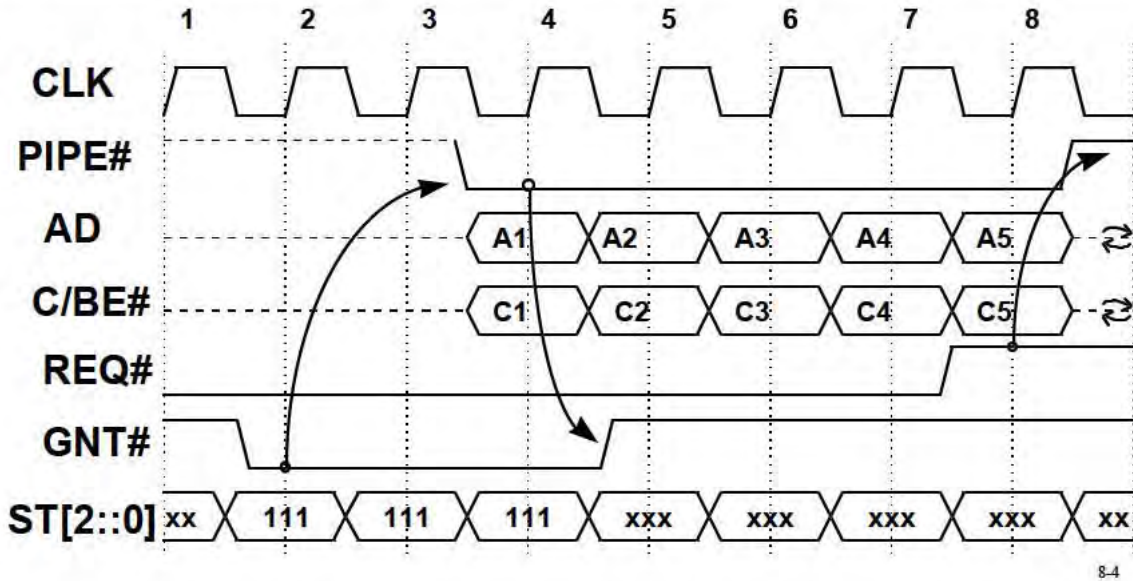 1 2 3 4 5 6 7 8
CLK
PIPE#
AD A1 A2 A3 A4 A5
C/BE# C1 C2 C3 C4 C5
REQ#
GNT#
ST[2::0] xx 111 111 111 xxx xxx xxx xxx xx
8-4